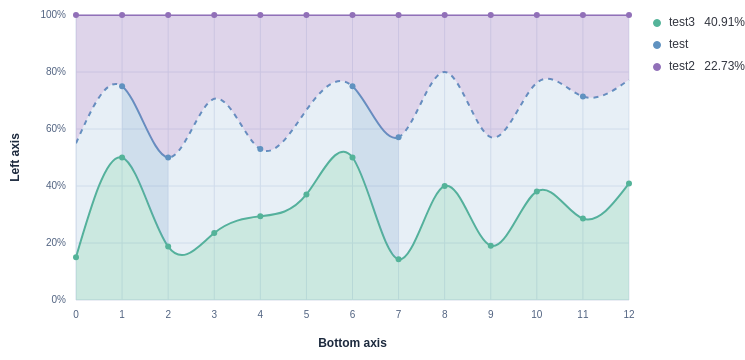 100%
80%
60%
40%
20%
0%
Left axis
0 1 2 3 4 5 6 7 8 9 10 11 12
Bottom axis
test3 40.91%
test
test2 22.73%